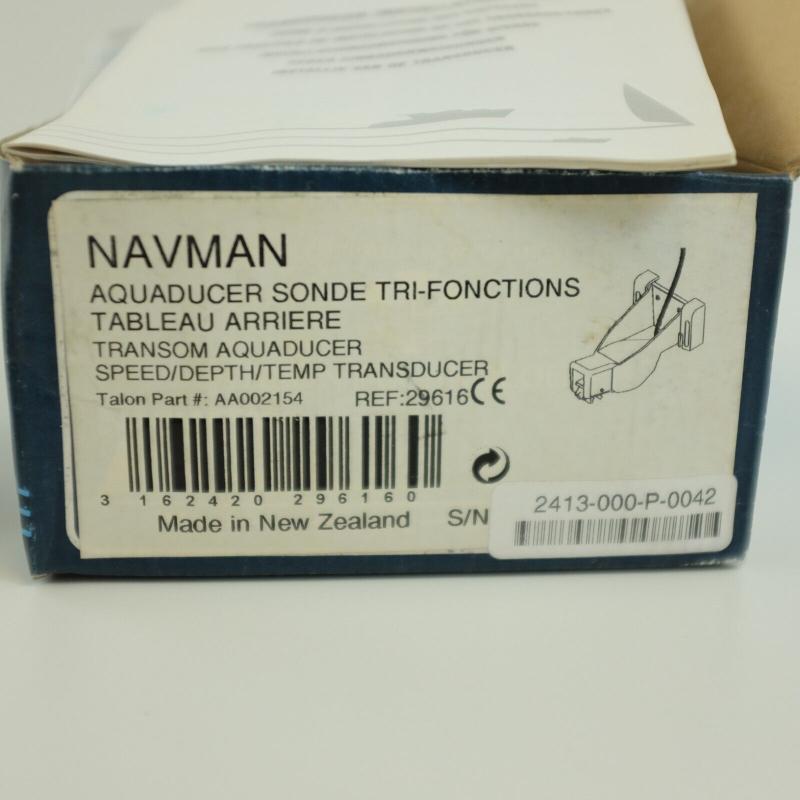 NAVMAN
AQUADUCER SONDE TRI-FONCTIONS
TABLEAU ARRIERE
TRANSOM AQUADUCER
SPEED/DEPTH/TEMP TRANSDUCER
Talon Part #: AA002154 REF:29616 CE
3 162420 296160
Made in New Zealand S/N
2413-000-P-0042